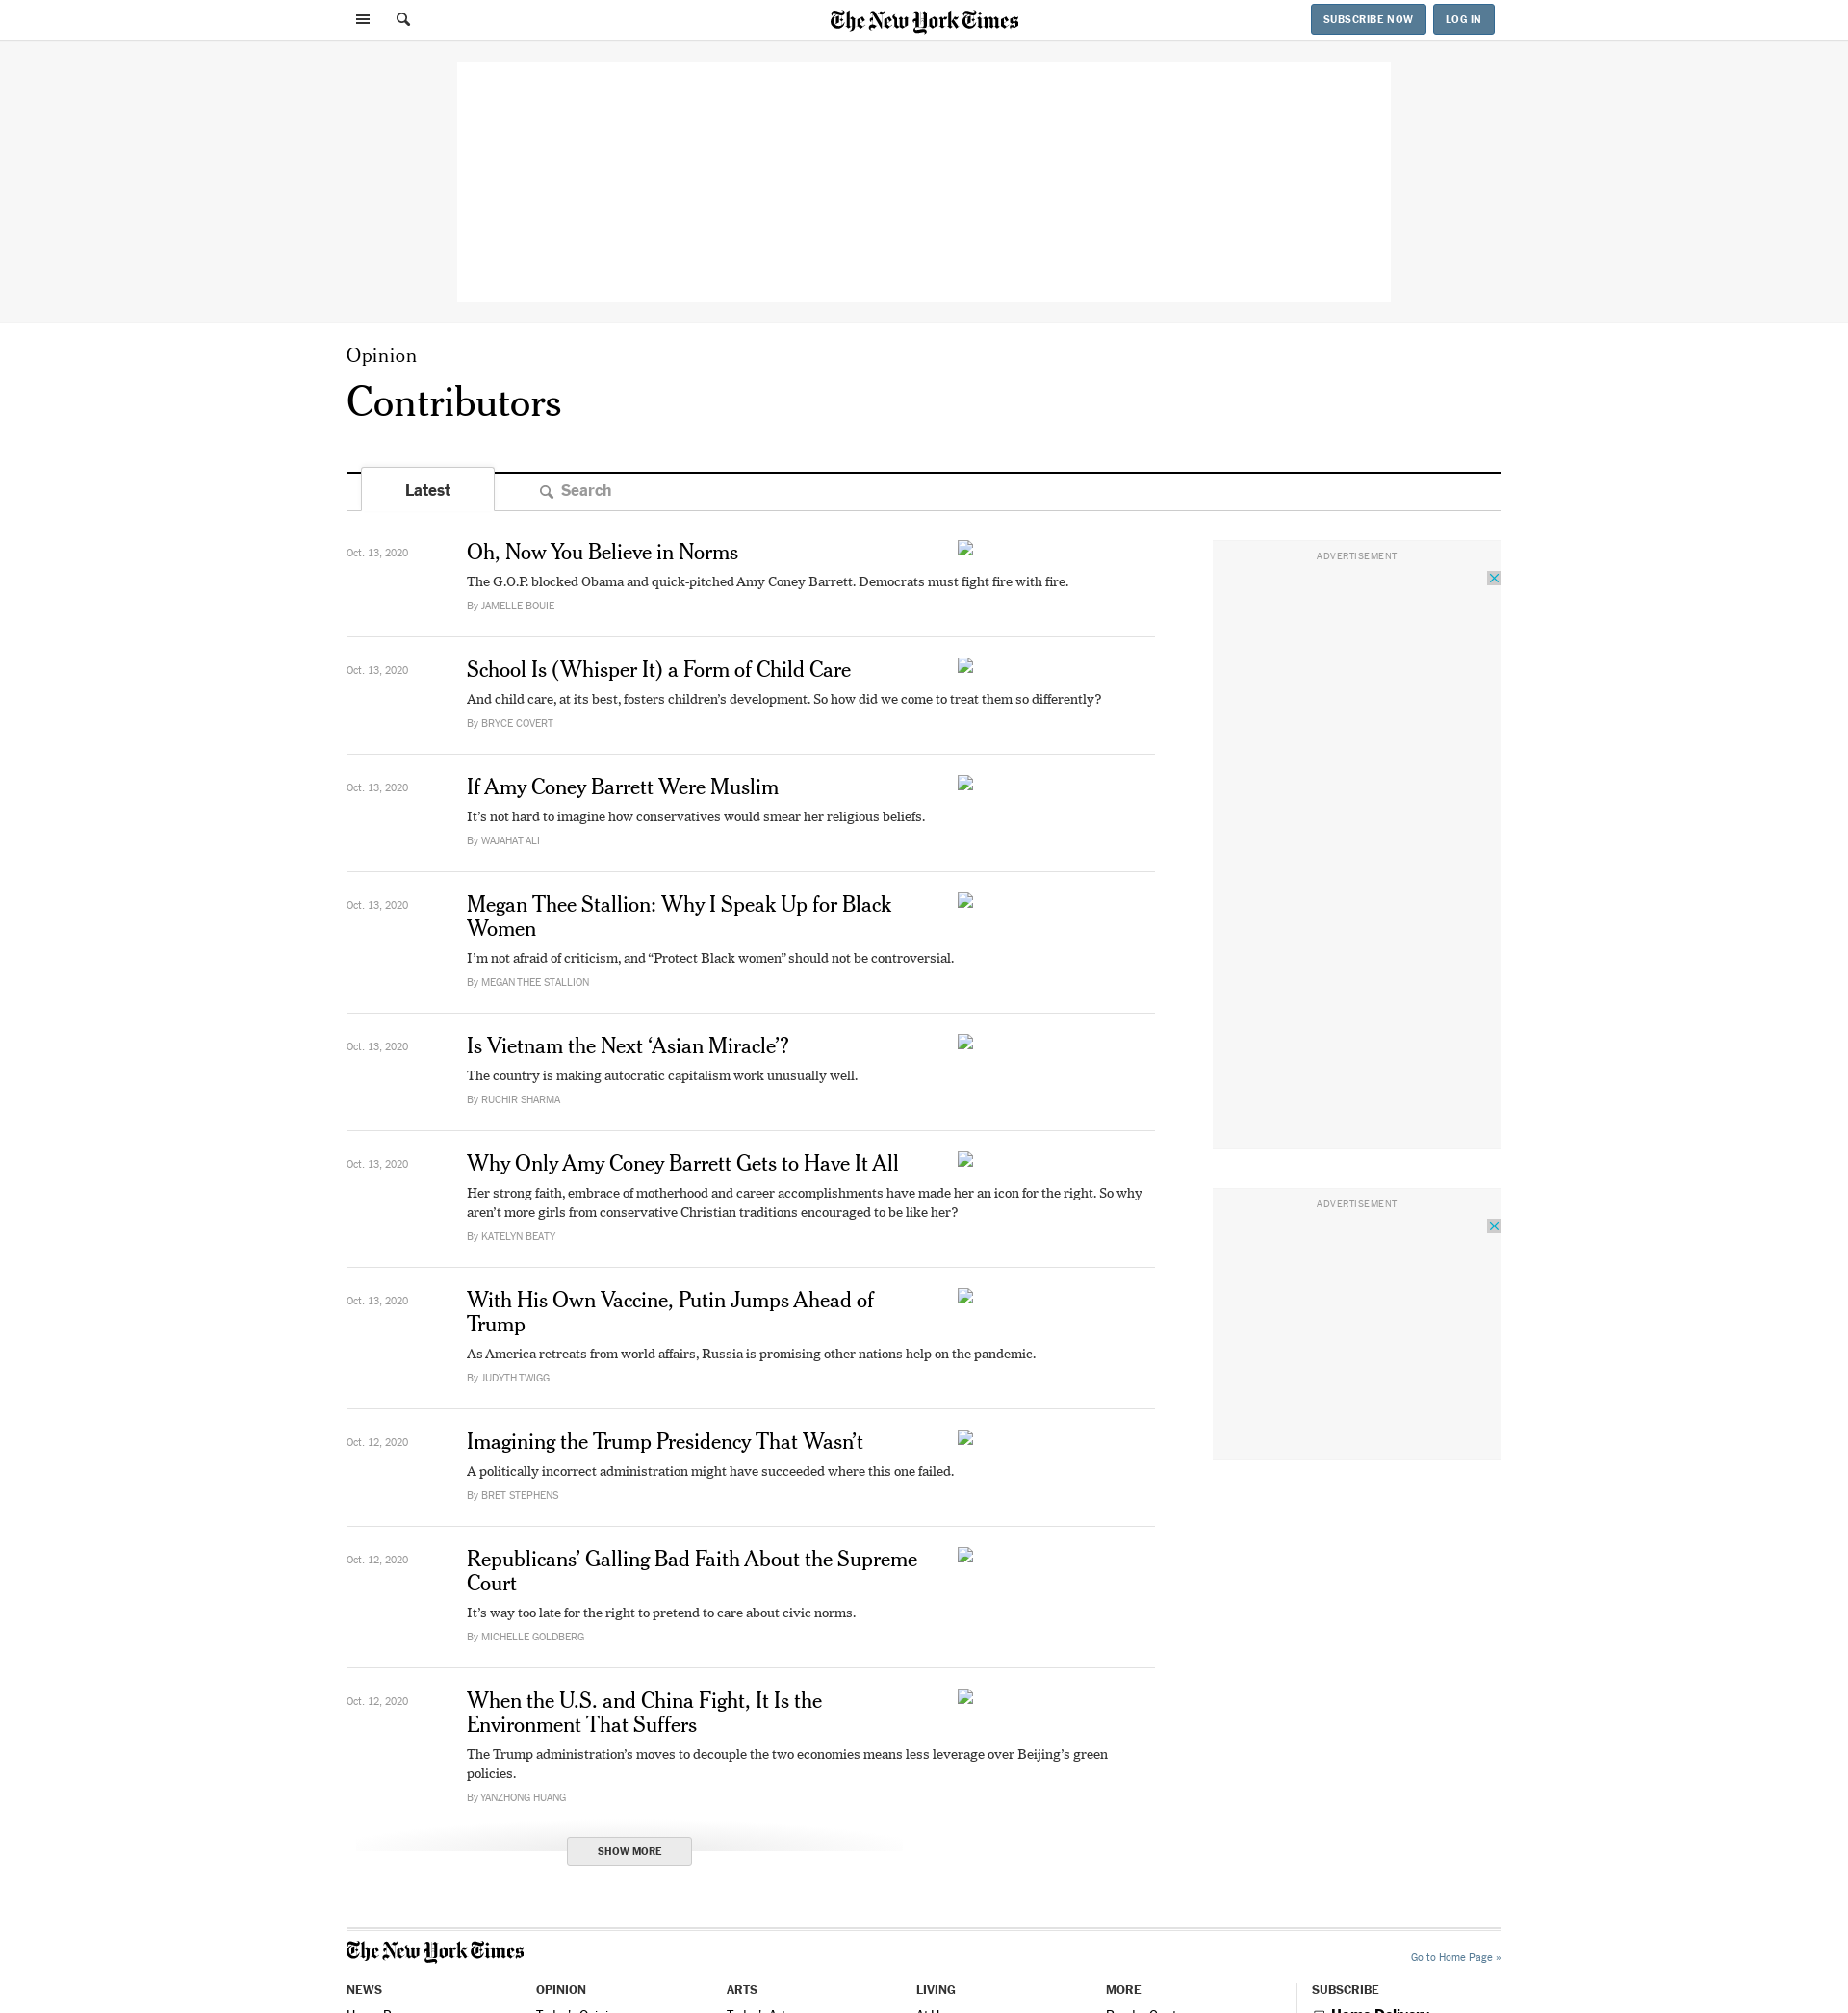 The New York Times
SUBSCRIBE NOW
LOG IN
Opinion
Contributors
Latest
Search
Oct. 13, 2020
Oh, Now You Believe in Norms
The G.O.P. blocked Obama and quick-pitched Amy Coney Barrett. Democrats must fight fire with fire.
By JAMELLE BOUIE
ADVERTISEMENT
Oct. 13, 2020
School Is (Whisper It) a Form of Child Care
And child care, at its best, fosters children’s development. So how did we come to treat them so differently?
By BRYCE COVERT
Oct. 13, 2020
If Amy Coney Barrett Were Muslim
It’s not hard to imagine how conservatives would smear her religious beliefs.
By WAJAHAT ALI
Oct. 13, 2020
Megan Thee Stallion: Why I Speak Up for Black
Women
I’m not afraid of criticism, and “Protect Black women” should not be controversial.
By MEGAN THEE STALLION
Oct. 13, 2020
Is Vietnam the Next ‘Asian Miracle’?
The country is making autocratic capitalism work unusually well.
By RUCHIR SHARMA
Oct. 13, 2020
Why Only Amy Coney Barrett Gets to Have It All
Her strong faith, embrace of motherhood and career accomplishments have made her an icon for the right. So why
aren’t more girls from conservative Christian traditions encouraged to be like her?
By KATELYN BEATY
ADVERTISEMENT
Oct. 13, 2020
With His Own Vaccine, Putin Jumps Ahead of
Trump
As America retreats from world affairs, Russia is promising other nations help on the pandemic.
By JUDYTH TWIGG
Oct. 12, 2020
Imagining the Trump Presidency That Wasn’t
A politically incorrect administration might have succeeded where this one failed.
By BRET STEPHENS
Oct. 12, 2020
Republicans’ Galling Bad Faith About the Supreme
Court
It’s way too late for the right to pretend to care about civic norms.
By MICHELLE GOLDBERG
Oct. 12, 2020
When the U.S. and China Fight, It Is the
Environment That Suffers
The Trump administration’s moves to decouple the two economies means less leverage over Beijing’s green
policies.
By YANZHONG HUANG
SHOW MORE
The New York Times
Go to Home Page »
NEWS
OPINION
ARTS
LIVING
MORE
SUBSCRIBE
Home Delivery